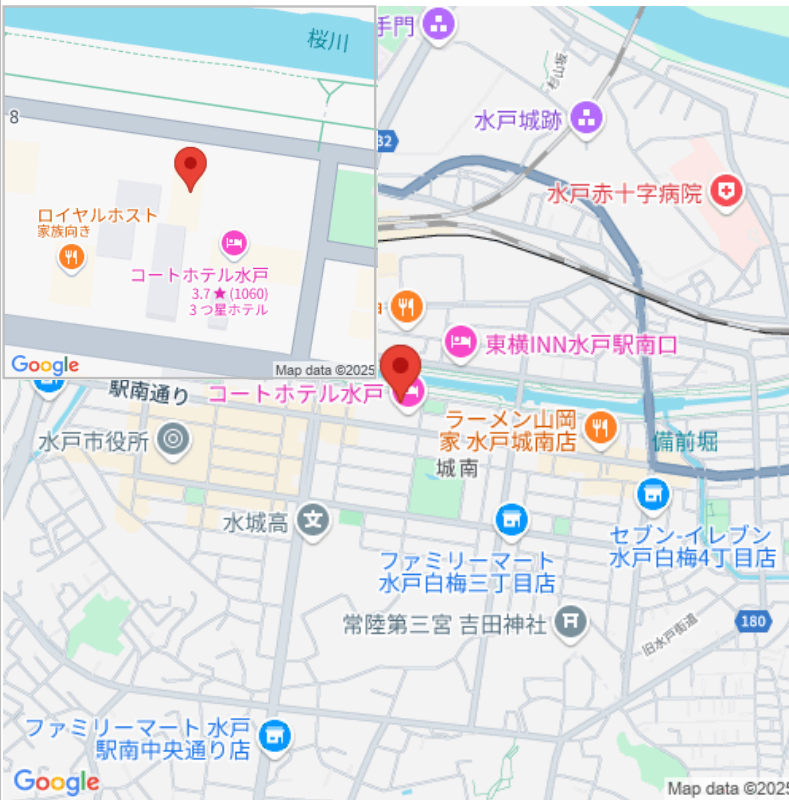 桜川
8
ロイヤルホスト
家族向き
コートホテル水戸
3.7★(1060)
3 つ星ホテル
Google
Map data ©2025
手門
杉山坂
水戸城跡
32
水戸赤十字病院
東横INN水戸駅南口
駅南通り
コートホテル水戸
水戸市役所
ラーメン山岡
家 水戸城南店
備前堀
城南
水城高
セブン-イレブン
水戸白梅4丁目店
ファミリーマート
水戸白梅三丁目店
常陸第三宮 吉田神社
180
旧水戸街道
ファミリーマート 水戸
駅南中央通り店
Google
Map data ©2025